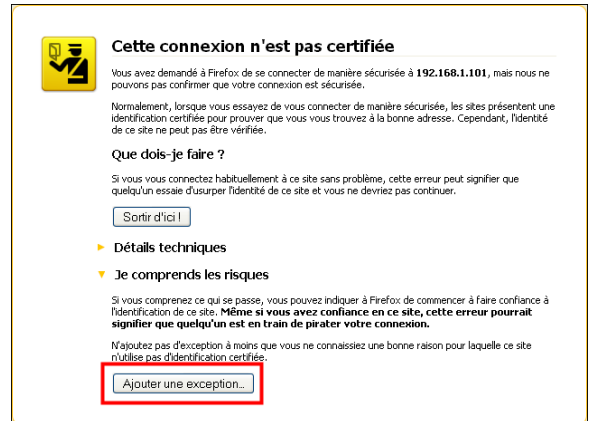 Cette connexion n'est pas certifiée
Vous avez demandé à Firefox de se connecter de manière sécurisée à 192.168.1.101, mais nous ne
pouvons pas confirmer que votre connexion est sécurisée.
Normalement, lorsque vous essayez de vous connecter de manière sécurisée, les sites présentent une
identification certifiée pour prouver que vous vous trouvez à la bonne adresse. Cependant, l'identité
de ce site ne peut pas être vérifiée.
Que dois-je faire ?
Si vous vous connectez habituellement à ce site sans problème, cette erreur peut signifier que
quelqu'un essaie d'usurper l'identité de ce site et vous ne devriez pas continuer.
Sortir d'ici !
Détails techniques
Je comprends les risques
Si vous comprenez ce qui se passe, vous pouvez indiquer à Firefox de commencer à faire confiance à
l'identification de ce site. Même si vous avez confiance en ce site, cette erreur pourrait
signifier que quelqu'un est en train de pirater votre connexion.
N'ajoutez pas d'exception à moins que vous ne connaissiez une bonne raison pour laquelle ce site
n'utilise pas d'identification certifiée.
Ajouter une exception...